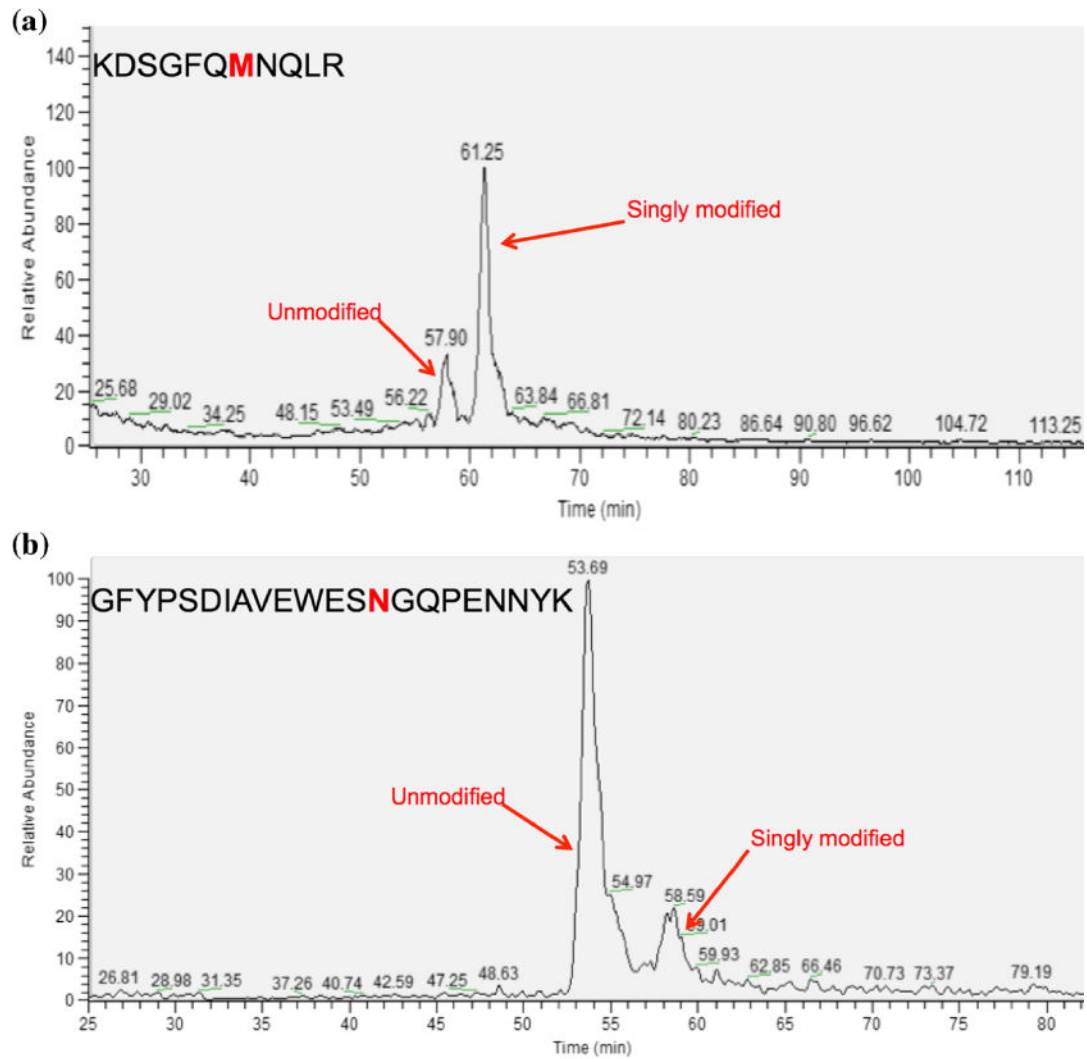 (a)
KDSGFQMNQLR
140
120
100
80
60
40
20
0
Relative Abundance
61.25
Singly modified
Unmodified
57.90
25.68 29.02 34.25 48.15 53.49 56.22 63.84 66.81 72.14 80.23 86.64 90.80 96.62 104.72 113.25
30 40 50 60 70 80 90 100 110
Time (min)
(b)
GFYPSDIAVEWESNGQPENNYK
100
90
80
70
60
50
40
30
20
10
0
Relative Abundance
53.69
Unmodified
Singly modified
54.97 58.59
59.01
59.93
26.81 28.98 31.35 37.26 40.74 42.59 47.25 48.63 62.85 66.46 70.73 73.37 79.19
25 30 35 40 45 50 55 60 65 70 75 80
Time (min)